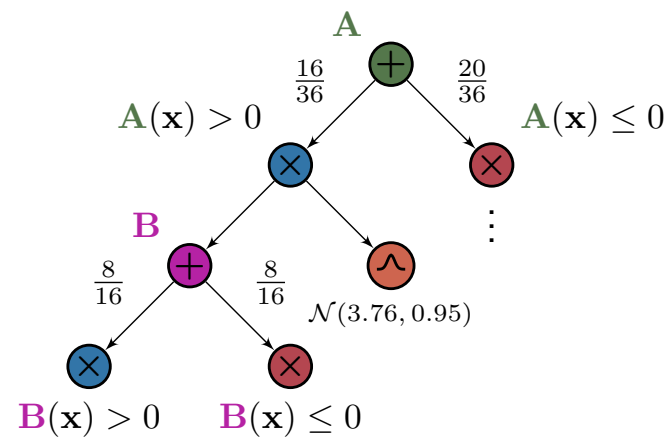 A
+
16/36
20/36
A(x) > 0
A(x) ≤ 0
×
×
B
⋮
+
8/16
8/16
N(3.76, 0.95)
×
×
B(x) > 0
B(x) ≤ 0